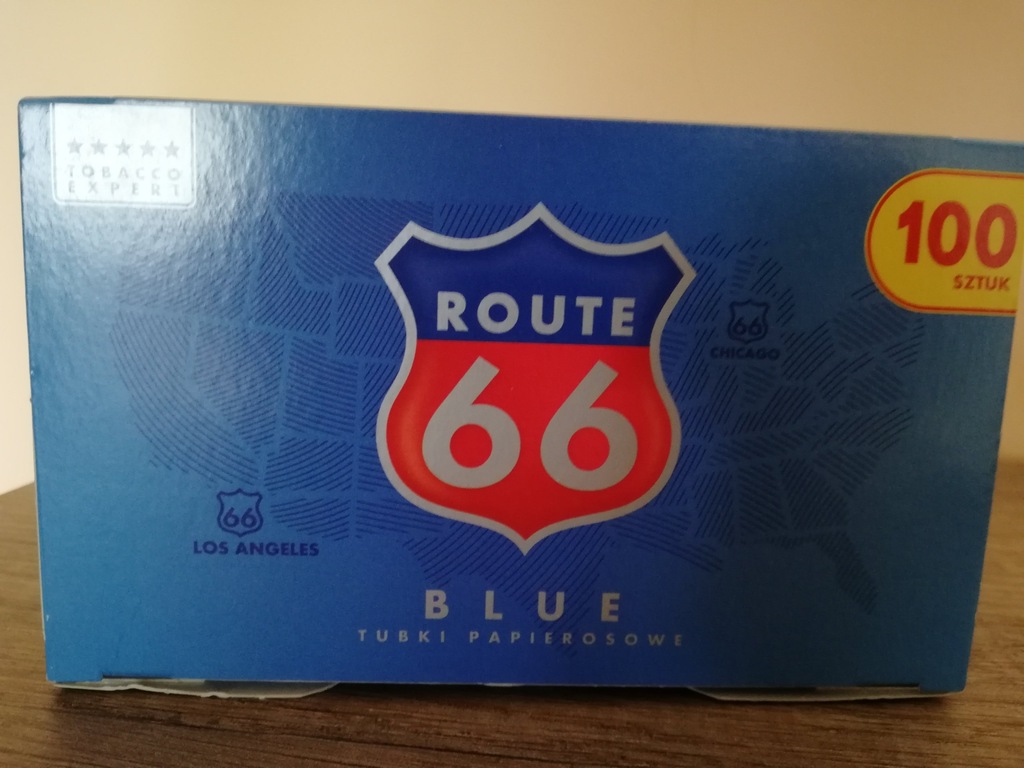 ★★★★★
TOBACCO
EXPERT
100
SZTUK
ROUTE
66
66
CHICAGO
66
LOS ANGELES
BLUE
TUBKI PAPIEROSOWE